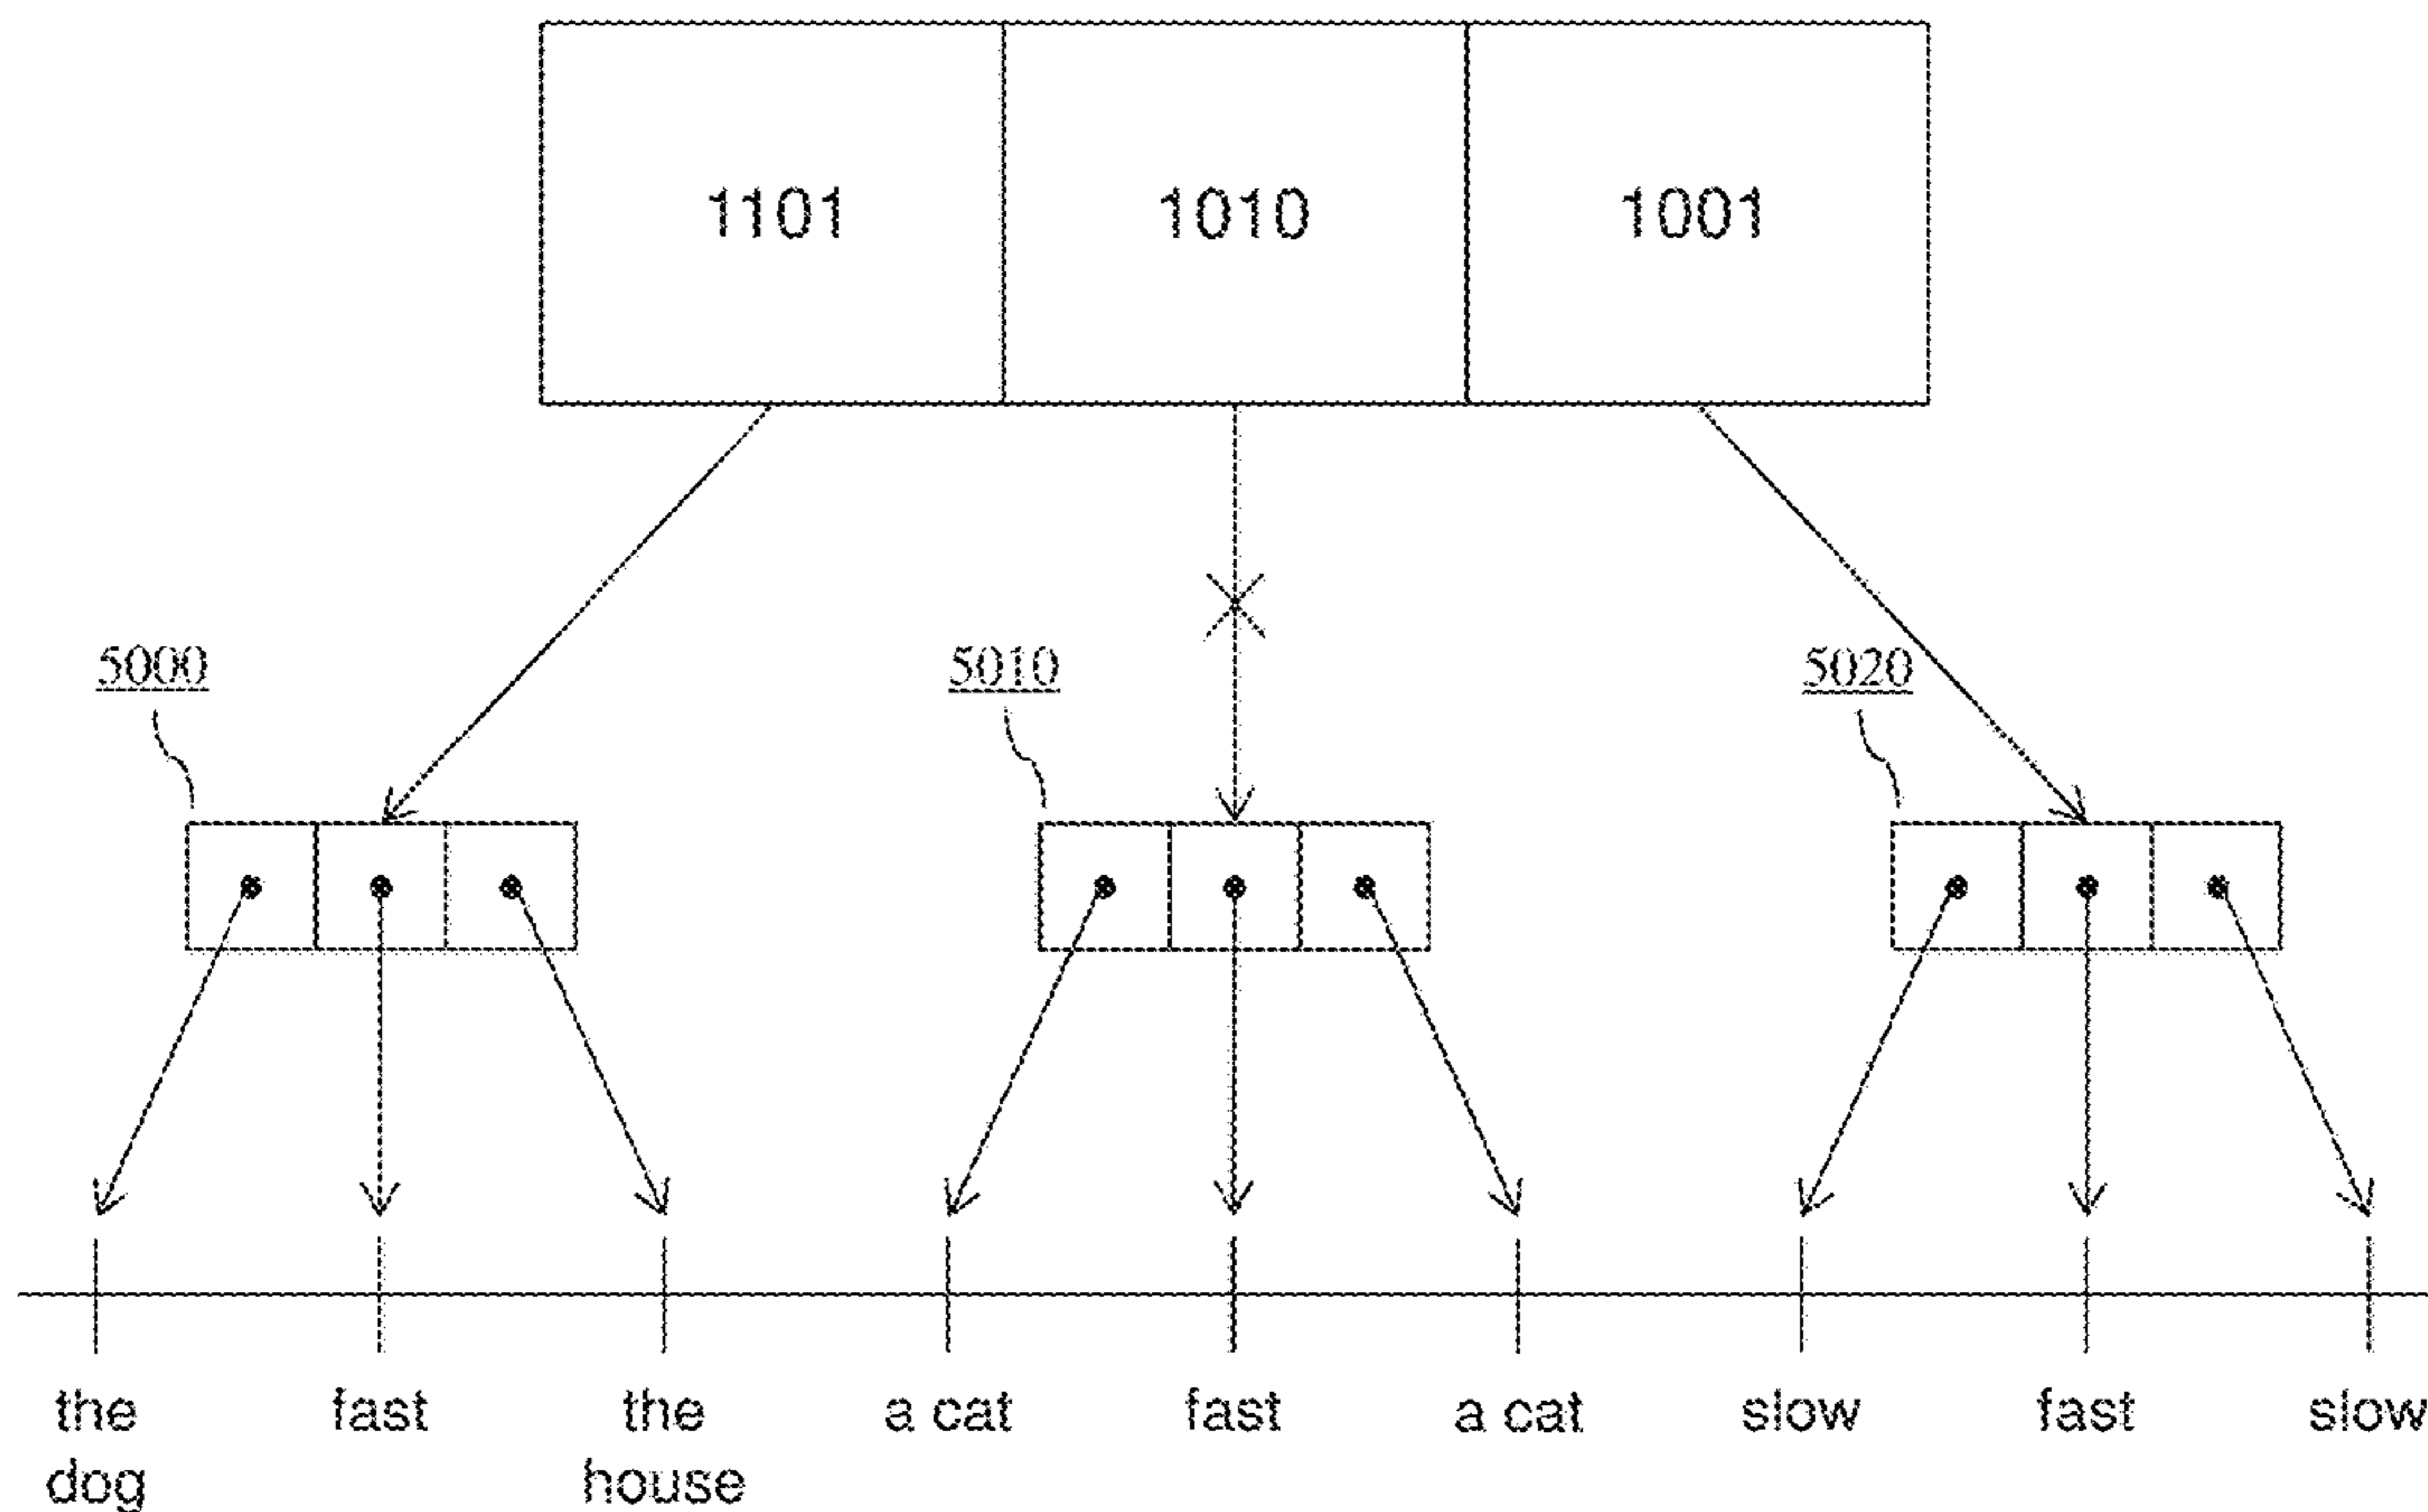 1101 1010 1001
5000 5010 5020
the fast the a cat fast a cat slow fast slow
dog house